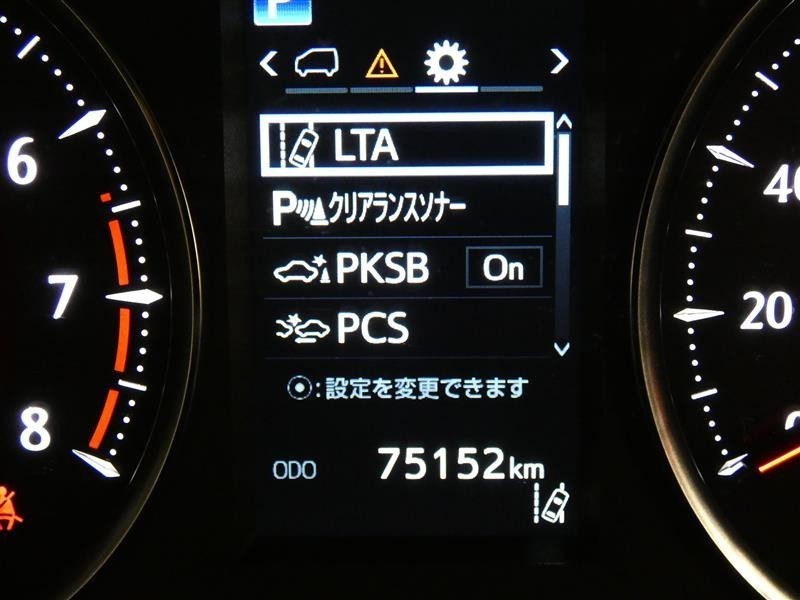 P
LTA
Pクリアランスソナー
PKSB On
PCS
:設定を変更できます
ODO 75152km
6
7
8
40
20
0